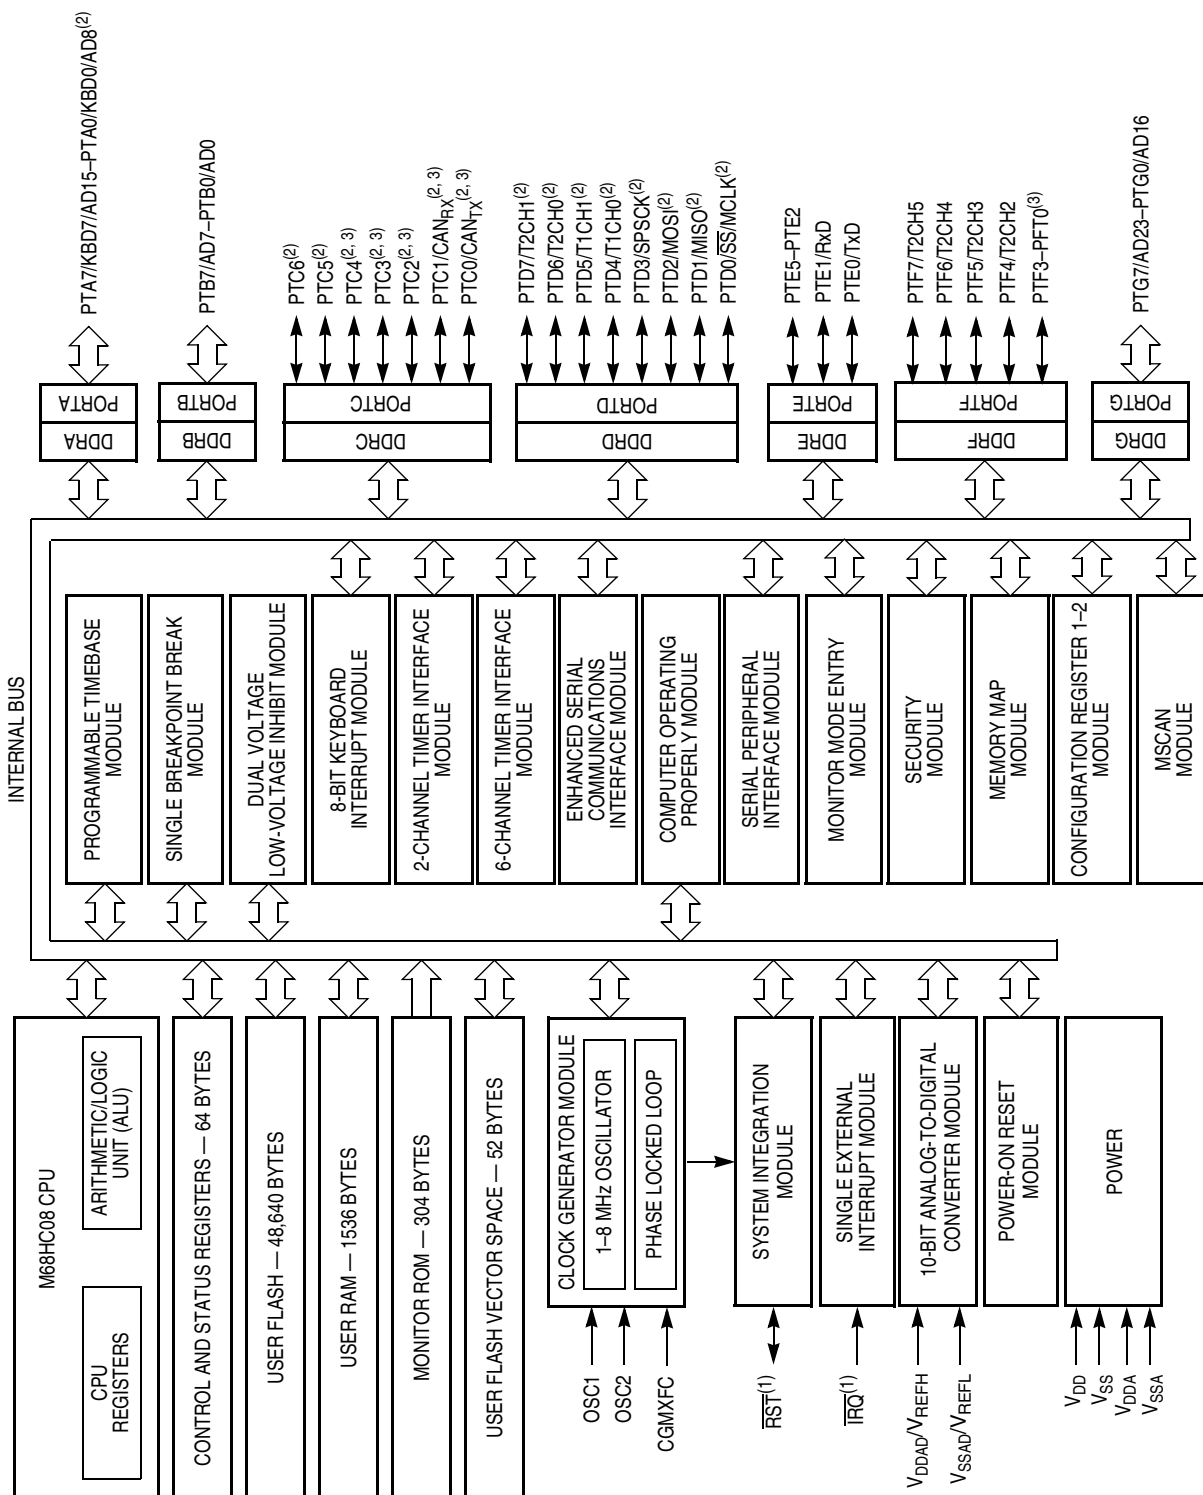 INTERNAL BUS
M68HC08 CPU
CPU
REGISTERS
ARITHMETIC/LOGIC
UNIT (ALU)
CONTROL AND STATUS REGISTERS — 64 BYTES
USER FLASH — 48,640 BYTES
USER RAM — 1536 BYTES
MONITOR ROM — 304 BYTES
USER FLASH VECTOR SPACE — 52 BYTES
CLOCK GENERATOR MODULE
1–8 MHz OSCILLATOR
PHASE LOCKED LOOP
OSC1
OSC2
CGMXFC
SYSTEM INTEGRATION
MODULE
RST(1)
SINGLE EXTERNAL
INTERRUPT MODULE
IRQ(1)
10-BIT ANALOG-TO-DIGITAL
CONVERTER MODULE
VDDAD/VREFH
VSSAD/VREFL
POWER-ON RESET
MODULE
POWER
VDD
VSS
VDDA
VSSA
PROGRAMMABLE TIMEBASE
MODULE
SINGLE BREAKPOINT BREAK
MODULE
DUAL VOLTAGE
LOW-VOLTAGE INHIBIT MODULE
8-BIT KEYBOARD
INTERRUPT MODULE
2-CHANNEL TIMER INTERFACE
MODULE
6-CHANNEL TIMER INTERFACE
MODULE
ENHANCED SERIAL
COMMUNICATIONS
INTERFACE MODULE
COMPUTER OPERATING
PROPERLY MODULE
SERIAL PERIPHERAL
INTERFACE MODULE
MONITOR MODE ENTRY
MODULE
SECURITY
MODULE
MEMORY MAP
MODULE
CONFIGURATION REGISTER 1–2
MODULE
MSCAN
MODULE
DDRA
PORTA
PTA7/KBD7/AD15–PTA0/KBD0/AD8(2)
DDRB
PORTB
PTB7/AD7–PTB0/AD0
DDRC
PORTC
PTC6(2)
PTC5(2)
PTC4(2, 3)
PTC3(2, 3)
PTC2(2, 3)
PTC1/CANRX(2, 3)
PTC0/CANTX(2, 3)
DDRD
PORTD
PTD7/T2CH1(2)
PTD6/T2CH0(2)
PTD5/T1CH1(2)
PTD4/T1CH0(2)
PTD3/SPSCK(2)
PTD2/MOSI(2)
PTD1/MISO(2)
PTD0/SS/MCLK(2)
DDRE
PORTE
PTE5–PTE2
PTE1/RxD
PTE0/TxD
DDRF
PORTF
PTF7/T2CH5
PTF6/T2CH4
PTF5/T2CH3
PTF4/T2CH2
PTF3–PFT0(3)
DDRG
PORTG
PTG7/AD23–PTG0/AD16